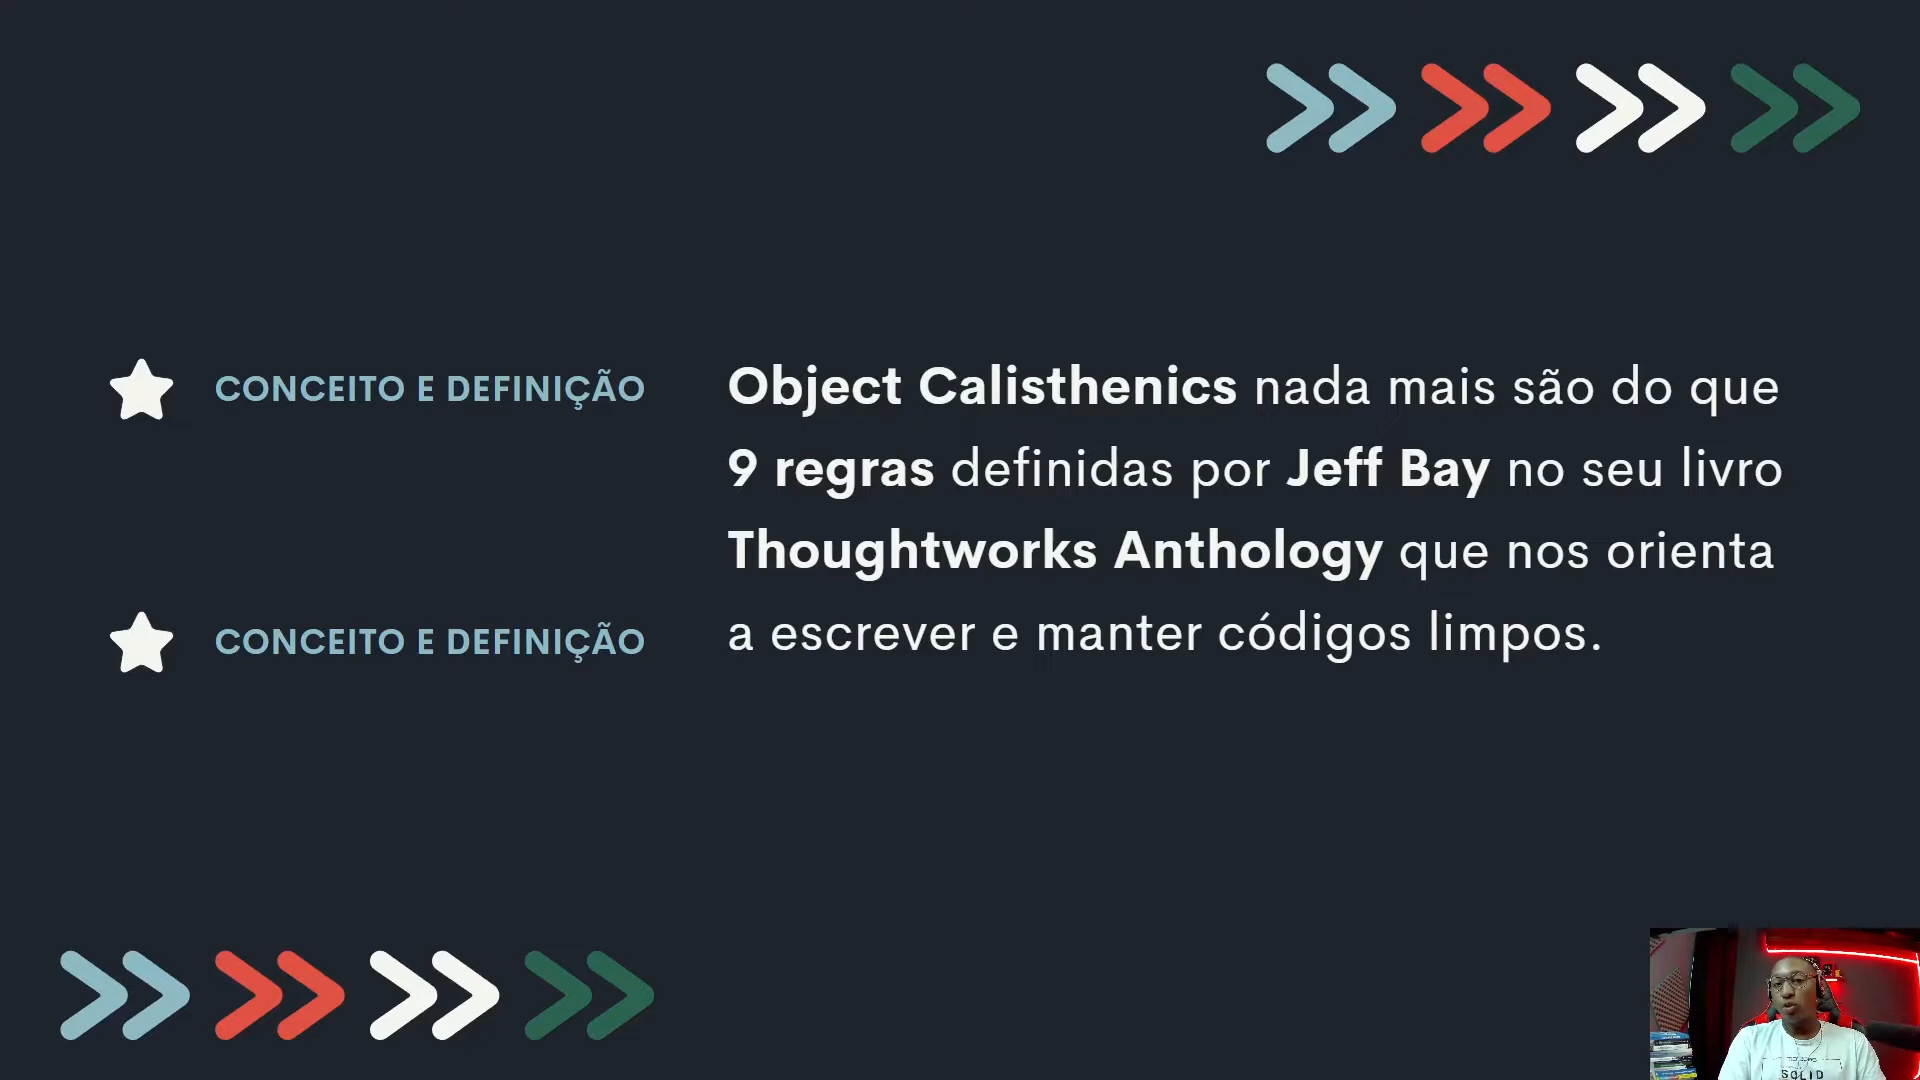 CONCEITO E DEFINIÇÃO
Object Calisthenics nada mais são do que
9 regras definidas por Jeff Bay no seu livro
Thoughtworks Anthology que nos orienta
a escrever e manter códigos limpos.
CONCEITO E DEFINIÇÃO
SOLID